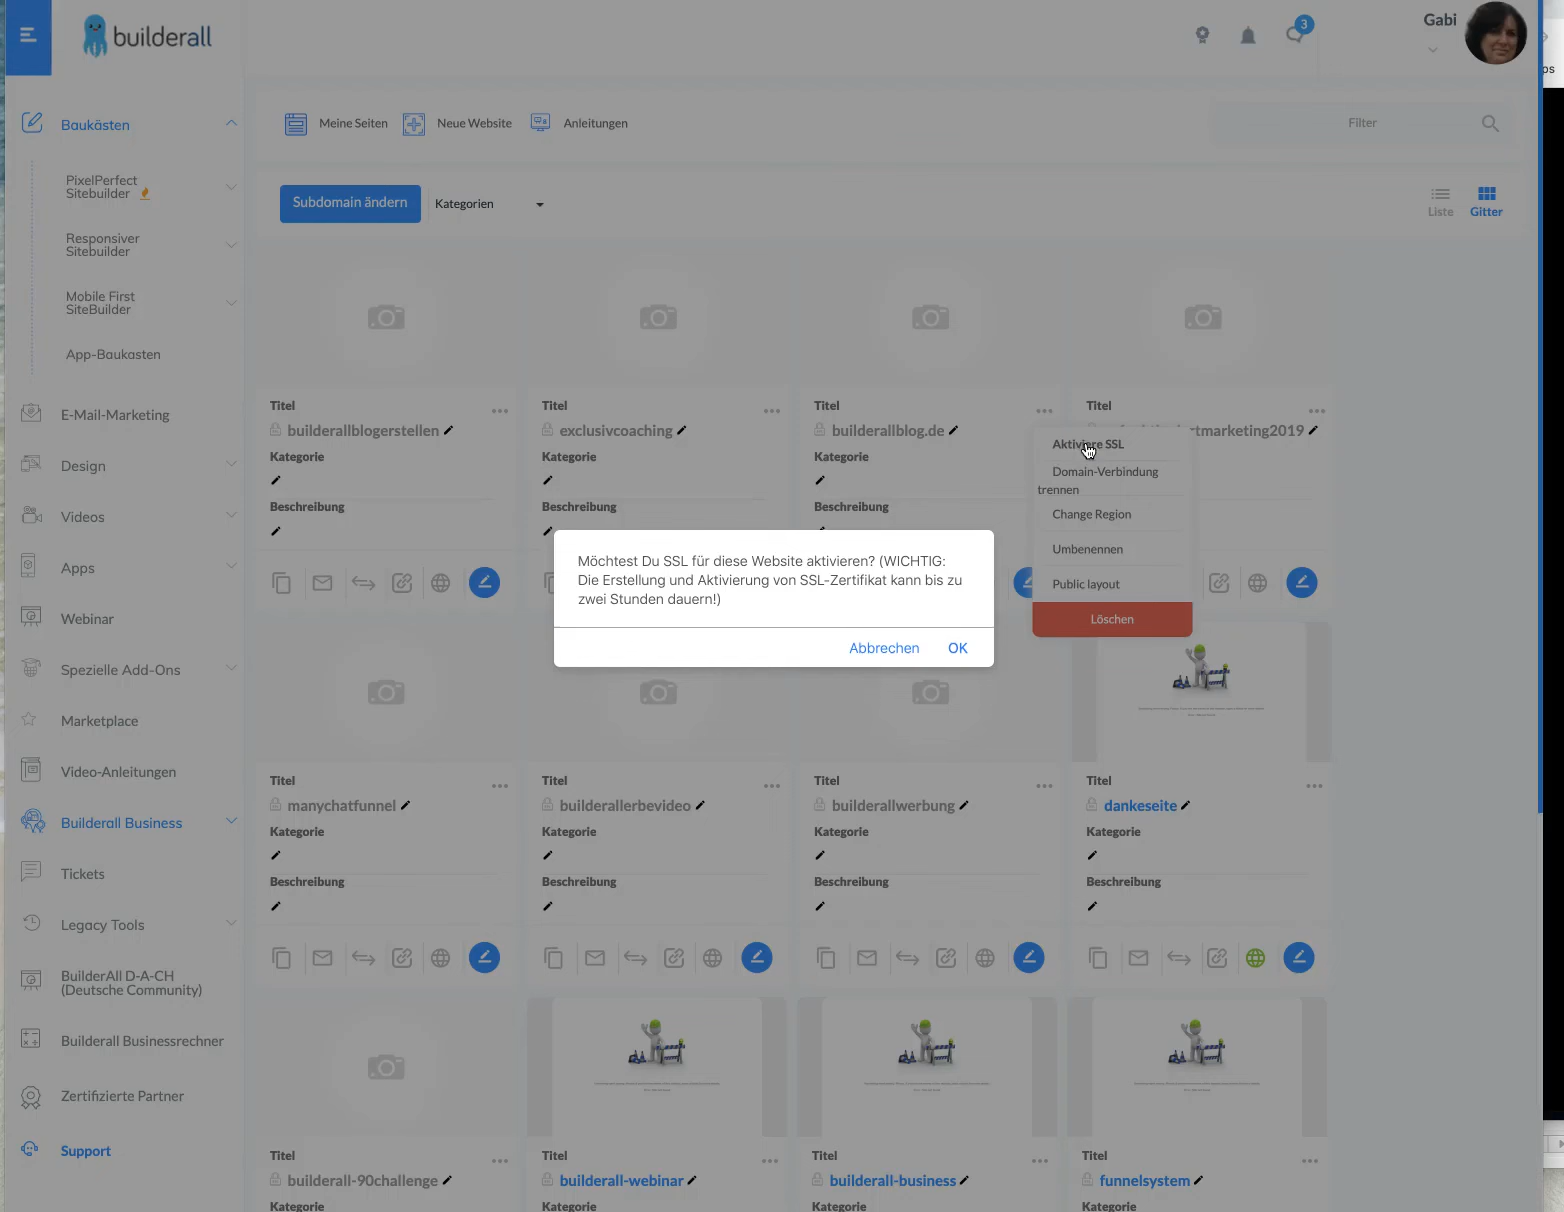 builderall
3
Gabi
ps
Baukästen
PixelPerfect
Sitebuilder
Responsiver
Sitebuilder
Mobile First
SiteBuilder
App-Baukasten
E-Mail-Marketing
Design
Videos
Apps
Webinar
Spezielle Add-Ons
Marketplace
Video-Anleitungen
Builderall Business
Tickets
Legacy Tools
BuilderAll D-A-CH
(Deutsche Community)
Builderall Businessrechner
Zertifizierte Partner
Support
Meine Seiten
Neue Website
Anleitungen
Filter
Subdomain ändern
Kategorien
Liste
Gitter
Titel
builderallblogerstellen
Kategorie
Beschreibung
Titel
exclusivcoaching
Kategorie
Beschreibung
Titel
builderallblog.de
Kategorie
Beschreibung
Titel
rtmarketing2019
Aktiviere SSL
Domain-Verbindung
trennen
Change Region
Umbenennen
Public layout
Löschen
Möchtest Du SSL für diese Website aktivieren? (WICHTIG:
Die Erstellung und Aktivierung von SSL-Zertifikat kann bis zu
zwei Stunden dauern!)
Abbrechen
OK
Titel
manychatfunnel
Kategorie
Beschreibung
Titel
builderallerbevideo
Kategorie
Beschreibung
Titel
builderallwerbung
Kategorie
Beschreibung
Titel
dankeseite
Kategorie
Beschreibung
Titel
builderall-90challenge
Kategorie
Titel
builderall-webinar
Kategorie
Titel
builderall-business
Kategorie
Titel
funnelsystem
Kategorie